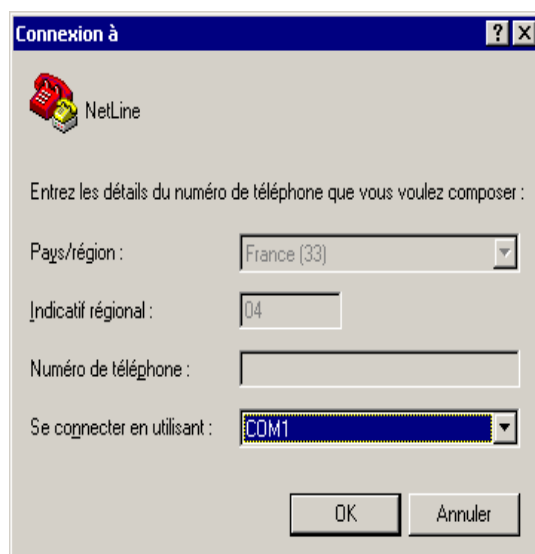 Connexion à
NetLine
Entrez les détails du numéro de téléphone que vous voulez composer :
Pays/région : France (33)
Indicatif régional : 04
Numéro de téléphone :
Se connecter en utilisant : COM1
OK Annuler